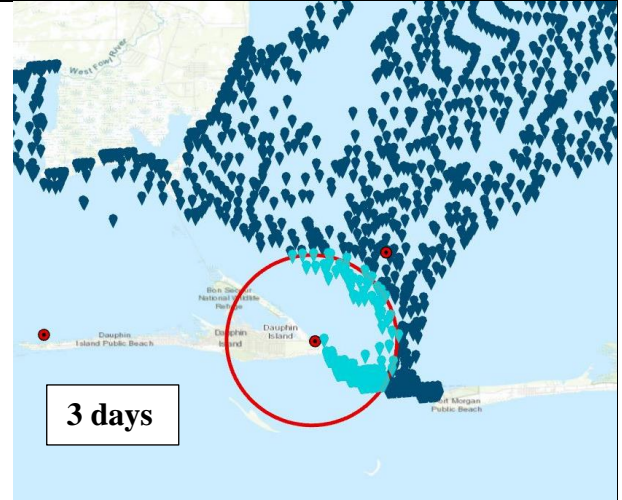 West Fowl River
Bon Secour
National Wildlife
Refuge
Dauphin
Island Public Beach
Dauphin
Island
Dauphin
Island
Morgan
Public Beach
3 days